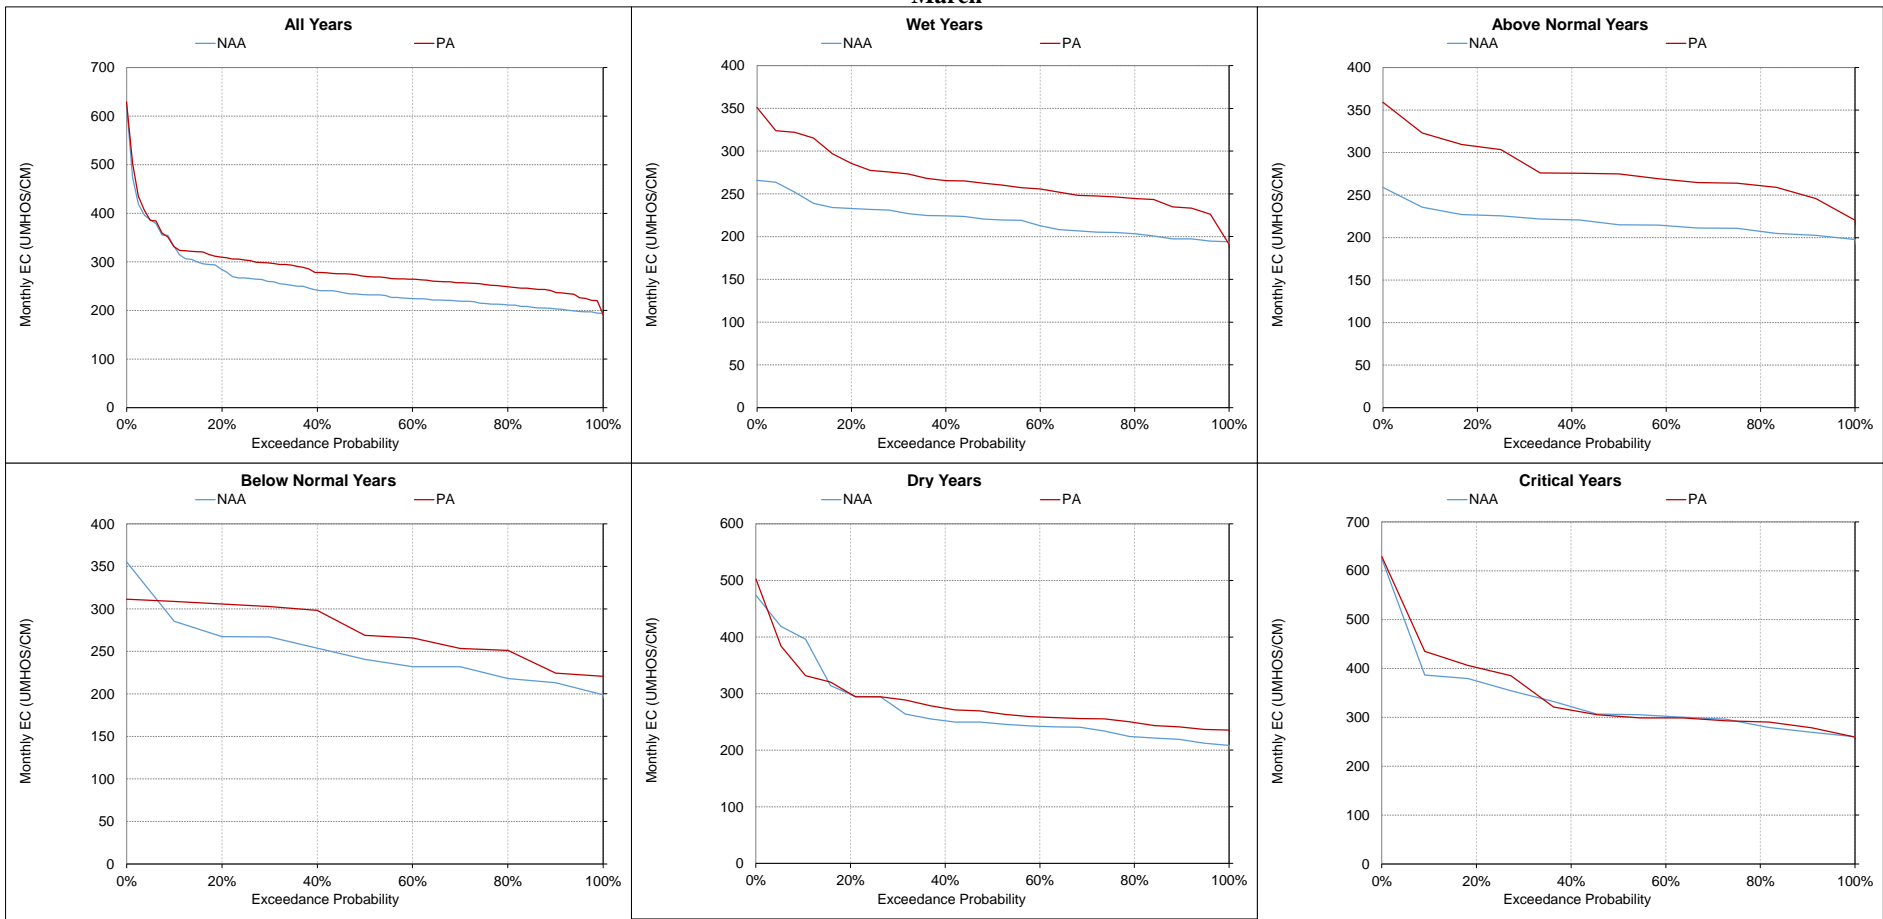 March
All Years
NAA PA
700
600
500
400
300
200
100
0
0% 20% 40% 60% 80% 100%
Monthly EC (UMHOS/CM)
Exceedance Probability
Wet Years
NAA PA
400
350
300
250
200
150
100
50
0
0% 20% 40% 60% 80% 100%
Monthly EC (UMHOS/CM)
Exceedance Probability
Above Normal Years
NAA PA
400
350
300
250
200
150
100
50
0
0% 20% 40% 60% 80% 100%
Monthly EC (UMHOS/CM)
Exceedance Probability
Below Normal Years
NAA PA
400
350
300
250
200
150
100
50
0
0% 20% 40% 60% 80% 100%
Monthly EC (UMHOS/CM)
Exceedance Probability
Dry Years
NAA PA
600
500
400
300
200
100
0
0% 20% 40% 60% 80% 100%
Monthly EC (UMHOS/CM)
Exceedance Probability
Critical Years
NAA PA
700
600
500
400
300
200
100
0
0% 20% 40% 60% 80% 100%
Monthly EC (UMHOS/CM)
Exceedance Probability